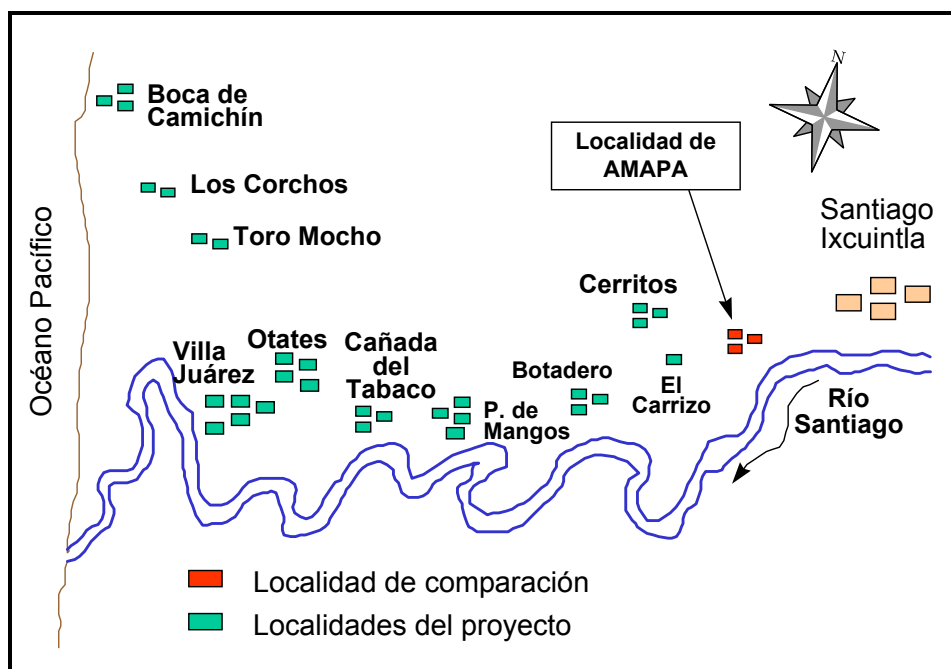 N
Boca de
Camichín
Localidad de
AMAPA
Los Corchos
Santiago
Ixcuintla
Toro Mocho
Océano Pacífico
Cerritos
Otates
Cañada
del
Tabaco
Villa
Juárez
Botadero
El
Carrizo
P. de
Mangos
Río
Santiago
Localidad de comparación
Localidades del proyecto